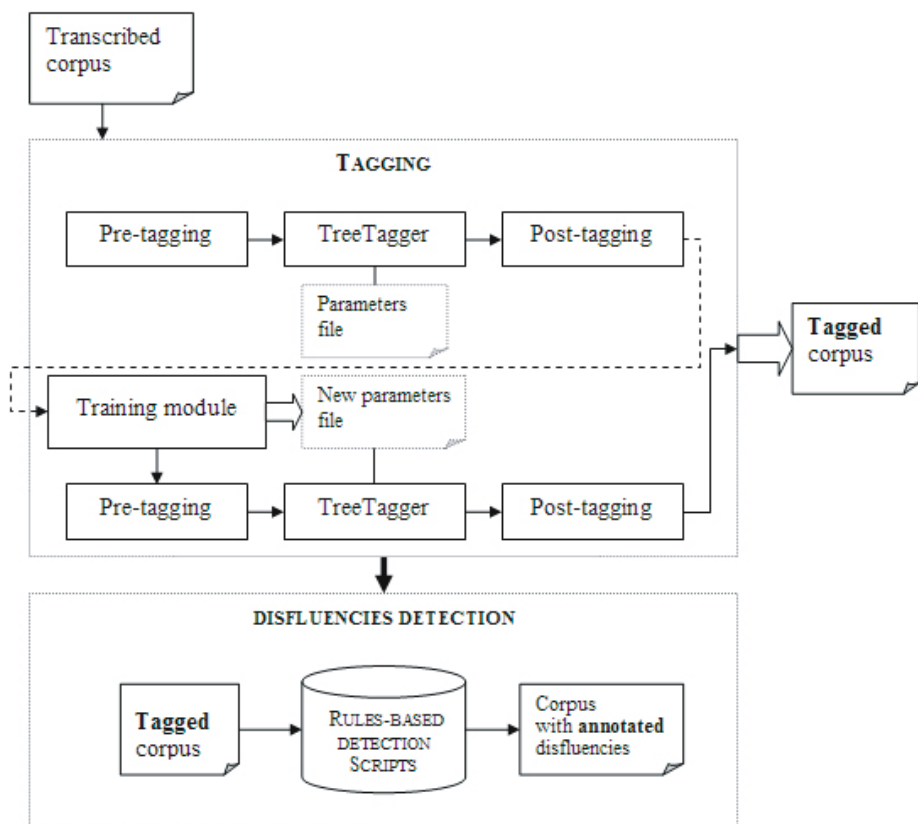 Transcribed
corpus
TAGGING
Pre-tagging
TreeTagger
Post-tagging
Parameters
file
Tagged
corpus
Training module
New parameters
file
Pre-tagging
TreeTagger
Post-tagging
DISFLUENCIES DETECTION
Tagged
corpus
RULES-BASED
DETECTION
SCRIPTS
Corpus
with annotated
disfluencies